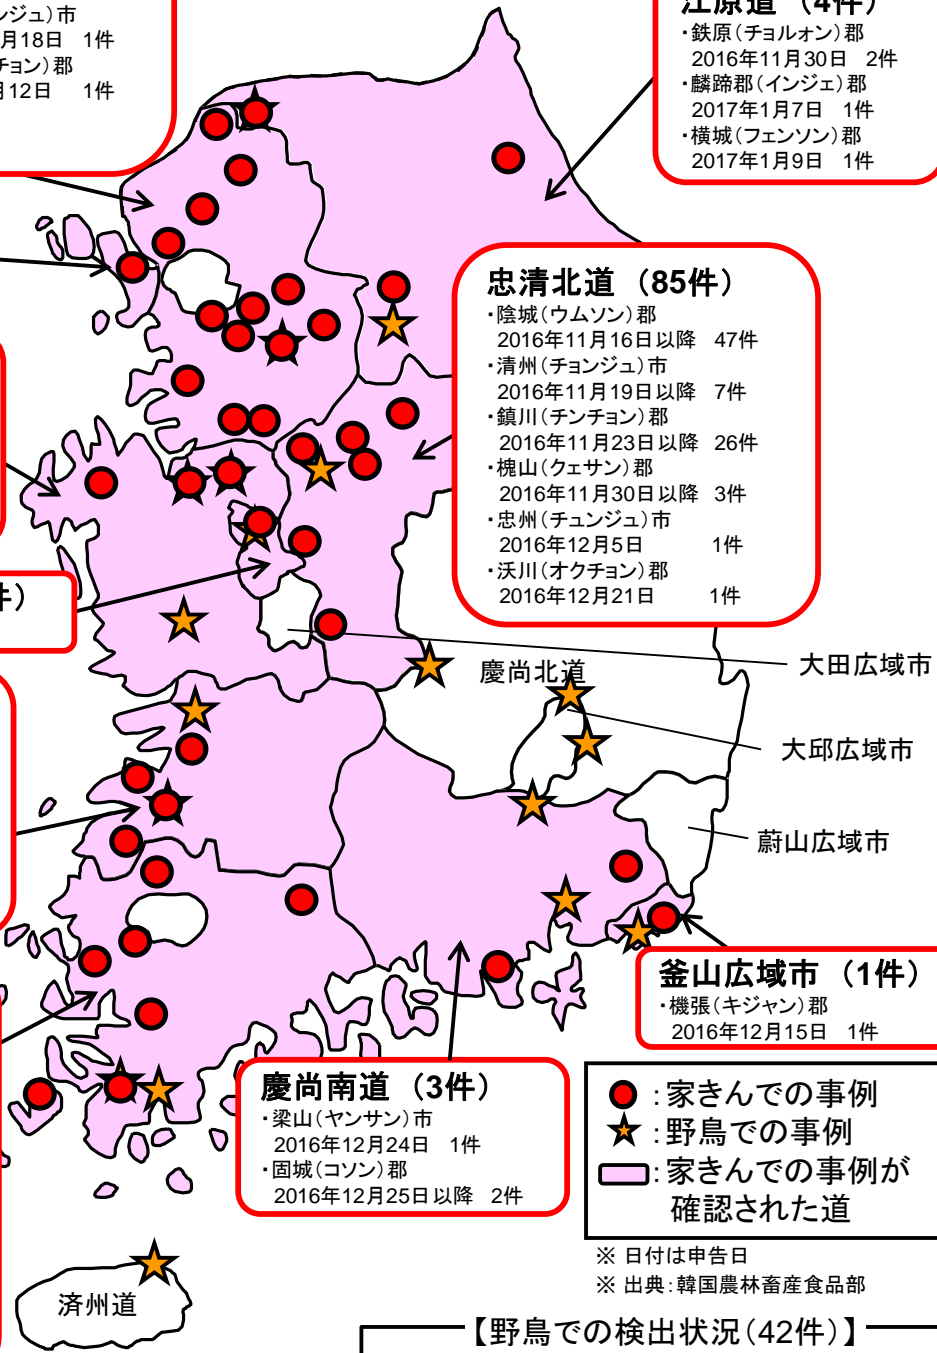 ンジュ)市
月18日 1件
チョン)郡
月12日 1件
江原道 (4件)
・鉄原(チョルォン)郡
2016年11月30日 2件
・麟蹄郡(インジェ)郡
2017年1月7日 1件
・横城(フェンソン)郡
2017年1月9日 1件
忠清北道 (85件)
・陰城(ウムソン)郡
2016年11月16日以降 47件
・清州(チョンジュ)市
2016年11月19日以降 7件
・鎮川(チンチョン)郡
2016年11月23日以降 26件
・槐山(クェサン)郡
2016年11月30日以降 3件
・忠州(チュンジュ)市
2016年12月5日 1件
・沃川(オクチョン)郡
2016年12月21日 1件
件)
慶尚北道
大田広域市
大邱広域市
蔚山広域市
釜山広域市 (1件)
・機張(キジャン)郡
2016年12月15日 1件
慶尚南道 (3件)
・梁山(ヤンサン)市
2016年12月24日 1件
・固城(コソン)郡
2016年12月25日以降 2件
:家きんでの事例
:野鳥での事例
:家きんでの事例が
確認された道
※ 日付は申告日
※ 出典:韓国農林畜産食品部
済州道
【野鳥での検出状況(42件)】